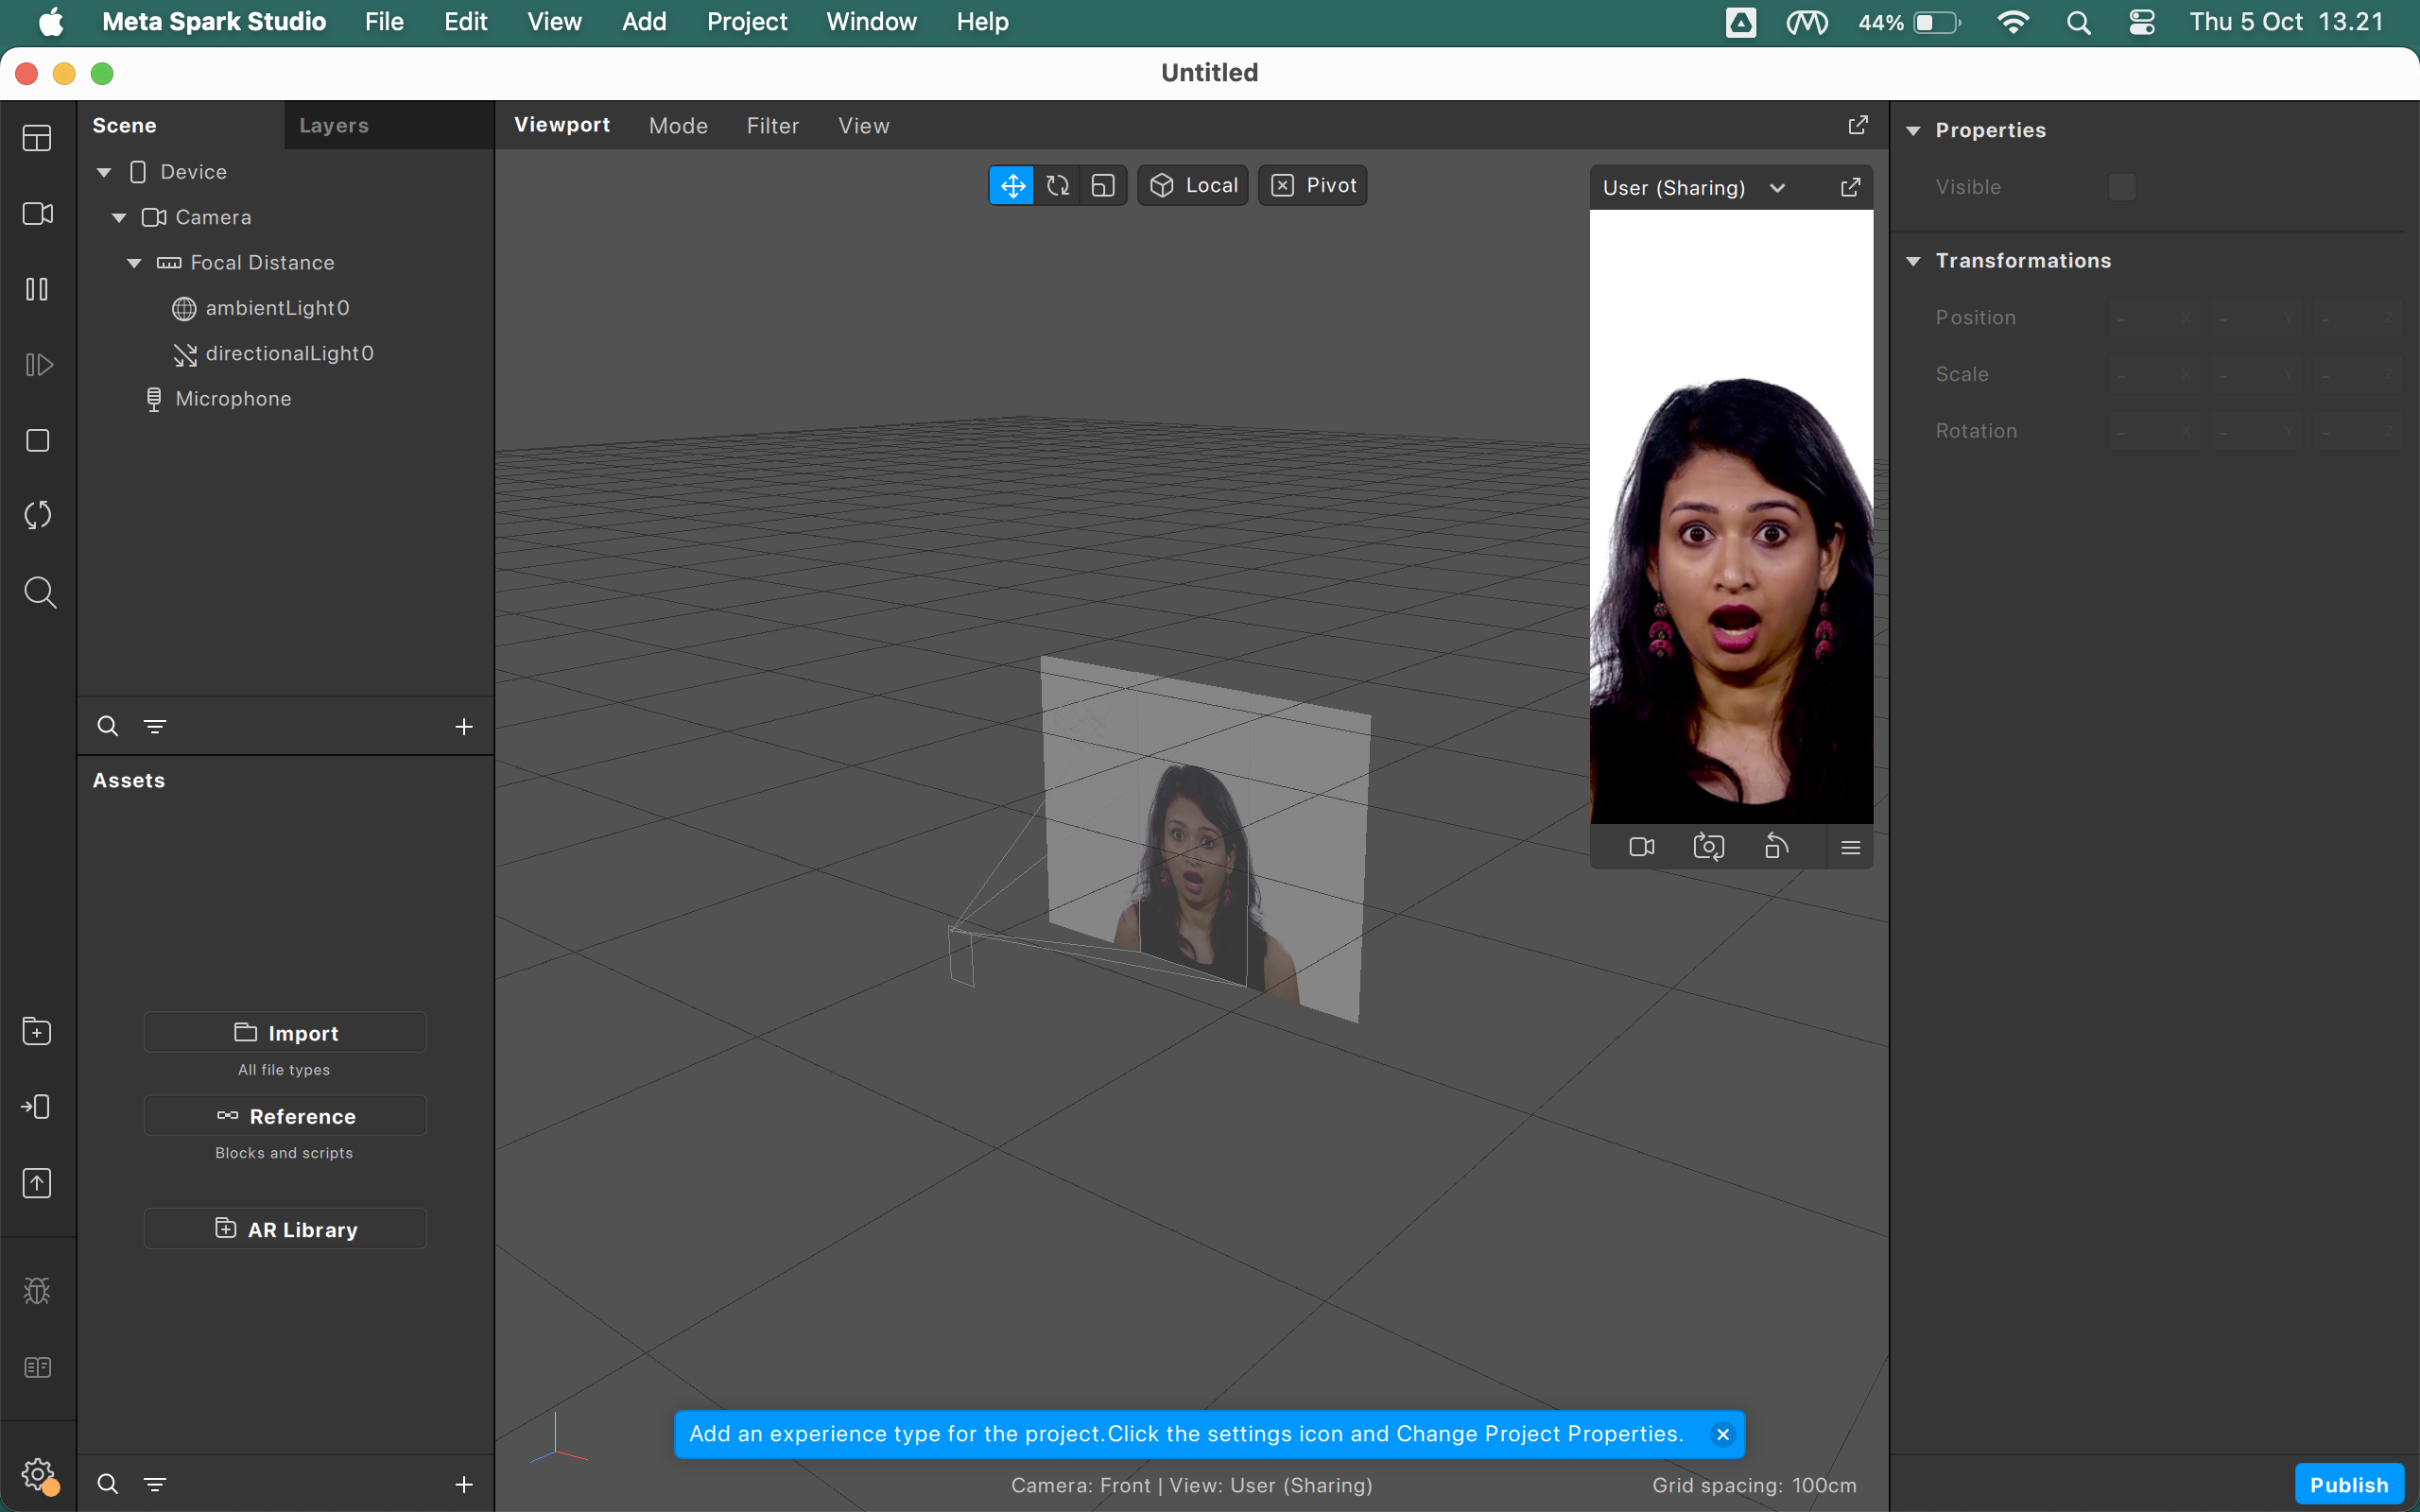 Meta Spark Studio File Edit View Add Project Window Help 44% Thu 5 Oct 13.21
Untitled
Scene Layers
Device
Camera
Focal Distance
ambientLight0
directionalLight0
Microphone
Assets
Import
All file types
Reference
Blocks and scripts
AR Library
Viewport Mode Filter View
Local Pivot
User (Sharing)
Add an experience type for the project.Click the settings icon and Change Project Properties.
Camera: Front | View: User (Sharing)
Grid spacing: 100cm
Properties
Visible
Transformations
Position - X - Y - Z
Scale - X - Y - Z
Rotation - X - Y - Z
Publish